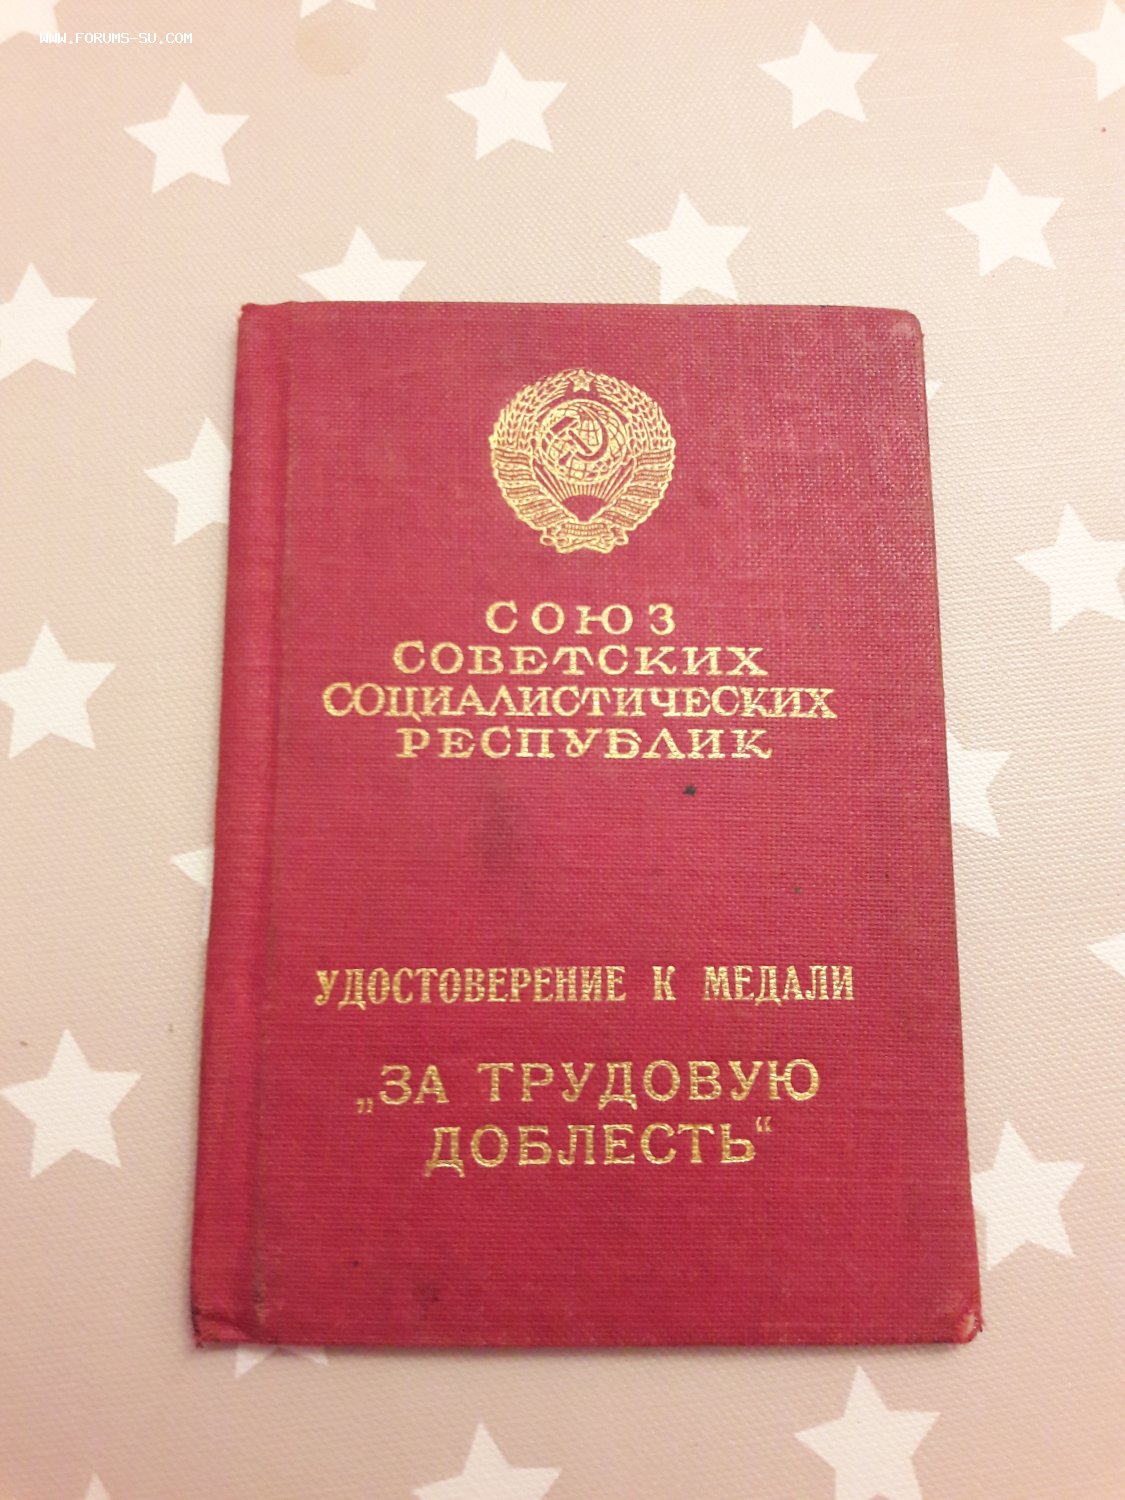 WWW.FORUMS-SU.COM
СОЮЗ
СОВЕТСКИХ
СОЦИАЛИСТИЧЕСКИХ
РЕСПУБЛИК
УДОСТОВЕРЕНИЕ К МЕДАЛИ
„ЗА ТРУДОВУЮ
ДОБЛЕСТЬ“